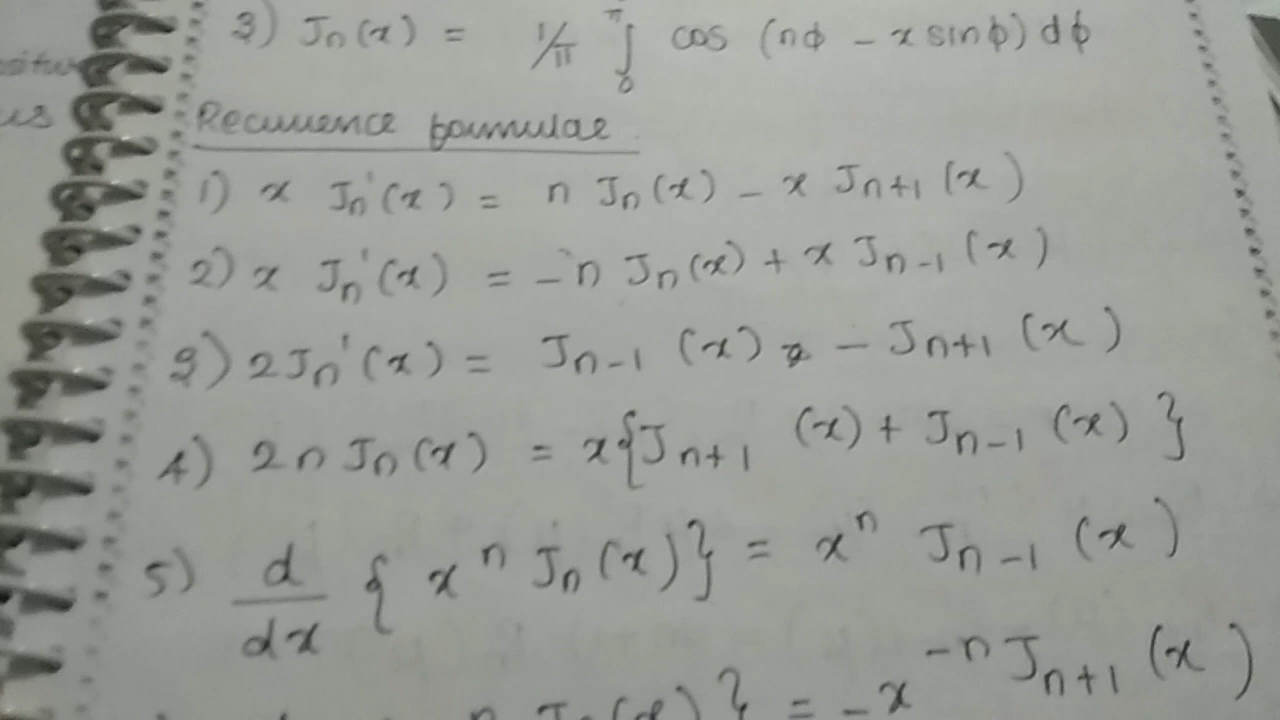 3) Jn(x) = 1/π ∫₀^π cos (nϕ - x sinϕ) dϕ
Recurrence formulae
1) x Jn'(x) = n Jn(x) - x Jn+1 (x)
2) x Jn'(x) = -n Jn(x) + x Jn-1 (x)
3) 2Jn'(x) = Jn-1 (x) - Jn+1 (x)
4) 2n Jn(x) = x{Jn+1 (x) + Jn-1 (x) }
5) d/dx { x^n Jn(x)} = x^n Jn-1 (x)
} = -x^-n Jn+1 (x)